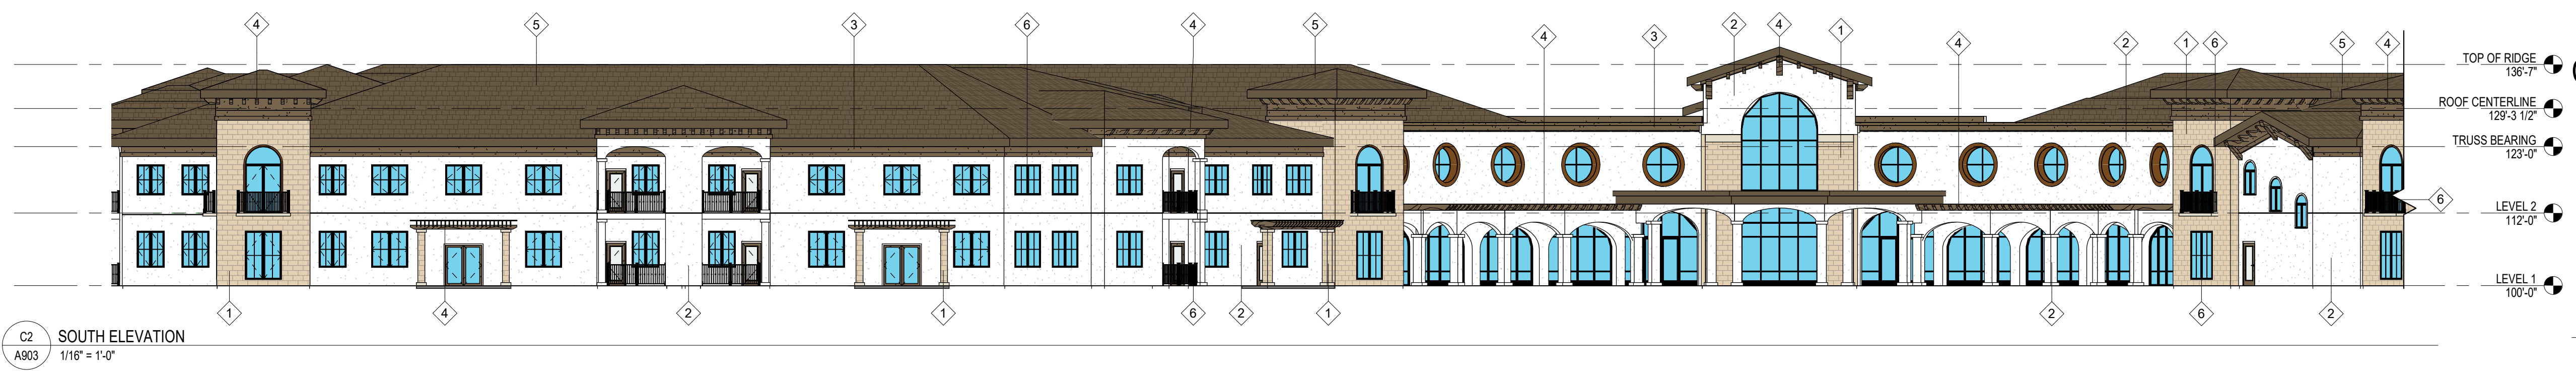 4 5 3 6 4 5 4 3 2 4 1 4 2 1 6 5 4
TOP OF RIDGE
136'-7"
ROOF CENTERLINE
129'-3 1/2"
TRUSS BEARING
123'-0"
6
LEVEL 2
112'-0"
LEVEL 1
100'-0"
1 4 2 1 6 2 1 2 6 2
C2
A903
SOUTH ELEVATION
1/16" = 1'-0"